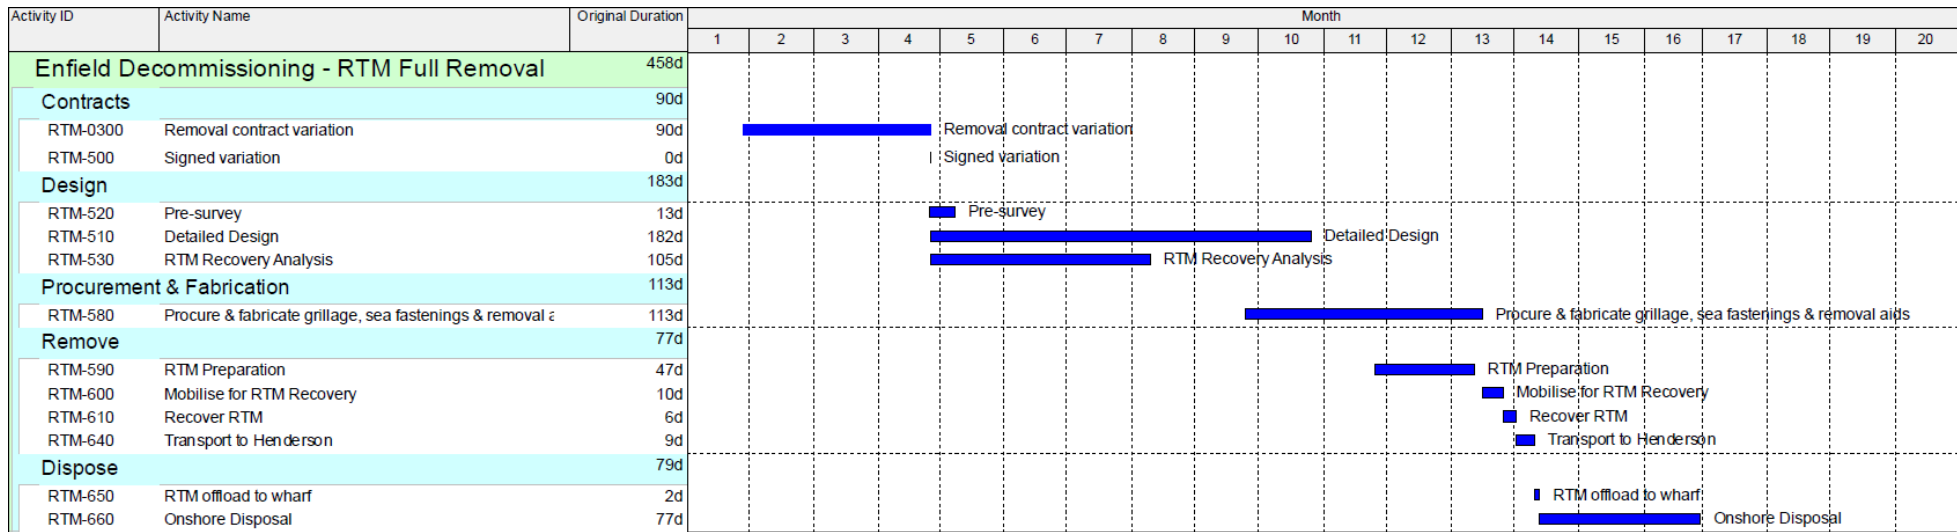 Activity ID Activity Name Original Duration Month
1 2 3 4 5 6 7 8 9 10 11 12 13 14 15 16 17 18 19 20
Enfield Decommissioning - RTM Full Removal 458d
Contracts 90d
RTM-0300 Removal contract variation 90d Removal contract variation
RTM-500 Signed variation 0d Signed variation
Design 183d
RTM-520 Pre-survey 13d Pre-survey
RTM-510 Detailed Design 182d Detailed Design
RTM-530 RTM Recovery Analysis 105d RTM Recovery Analysis
Procurement & Fabrication 113d
RTM-580 Procure & fabricate grillage, sea fastenings & removal a 113d Procure & fabricate grillage, sea fastenings & removal aids
Remove 77d
RTM-590 RTM Preparation 47d RTM Preparation
RTM-600 Mobilise for RTM Recovery 10d Mobilise for RTM Recovery
RTM-610 Recover RTM 6d Recover RTM
RTM-640 Transport to Henderson 9d Transport to Henderson
Dispose 79d
RTM-650 RTM offload to wharf 2d RTM offload to wharf
RTM-660 Onshore Disposal 77d Onshore Disposal